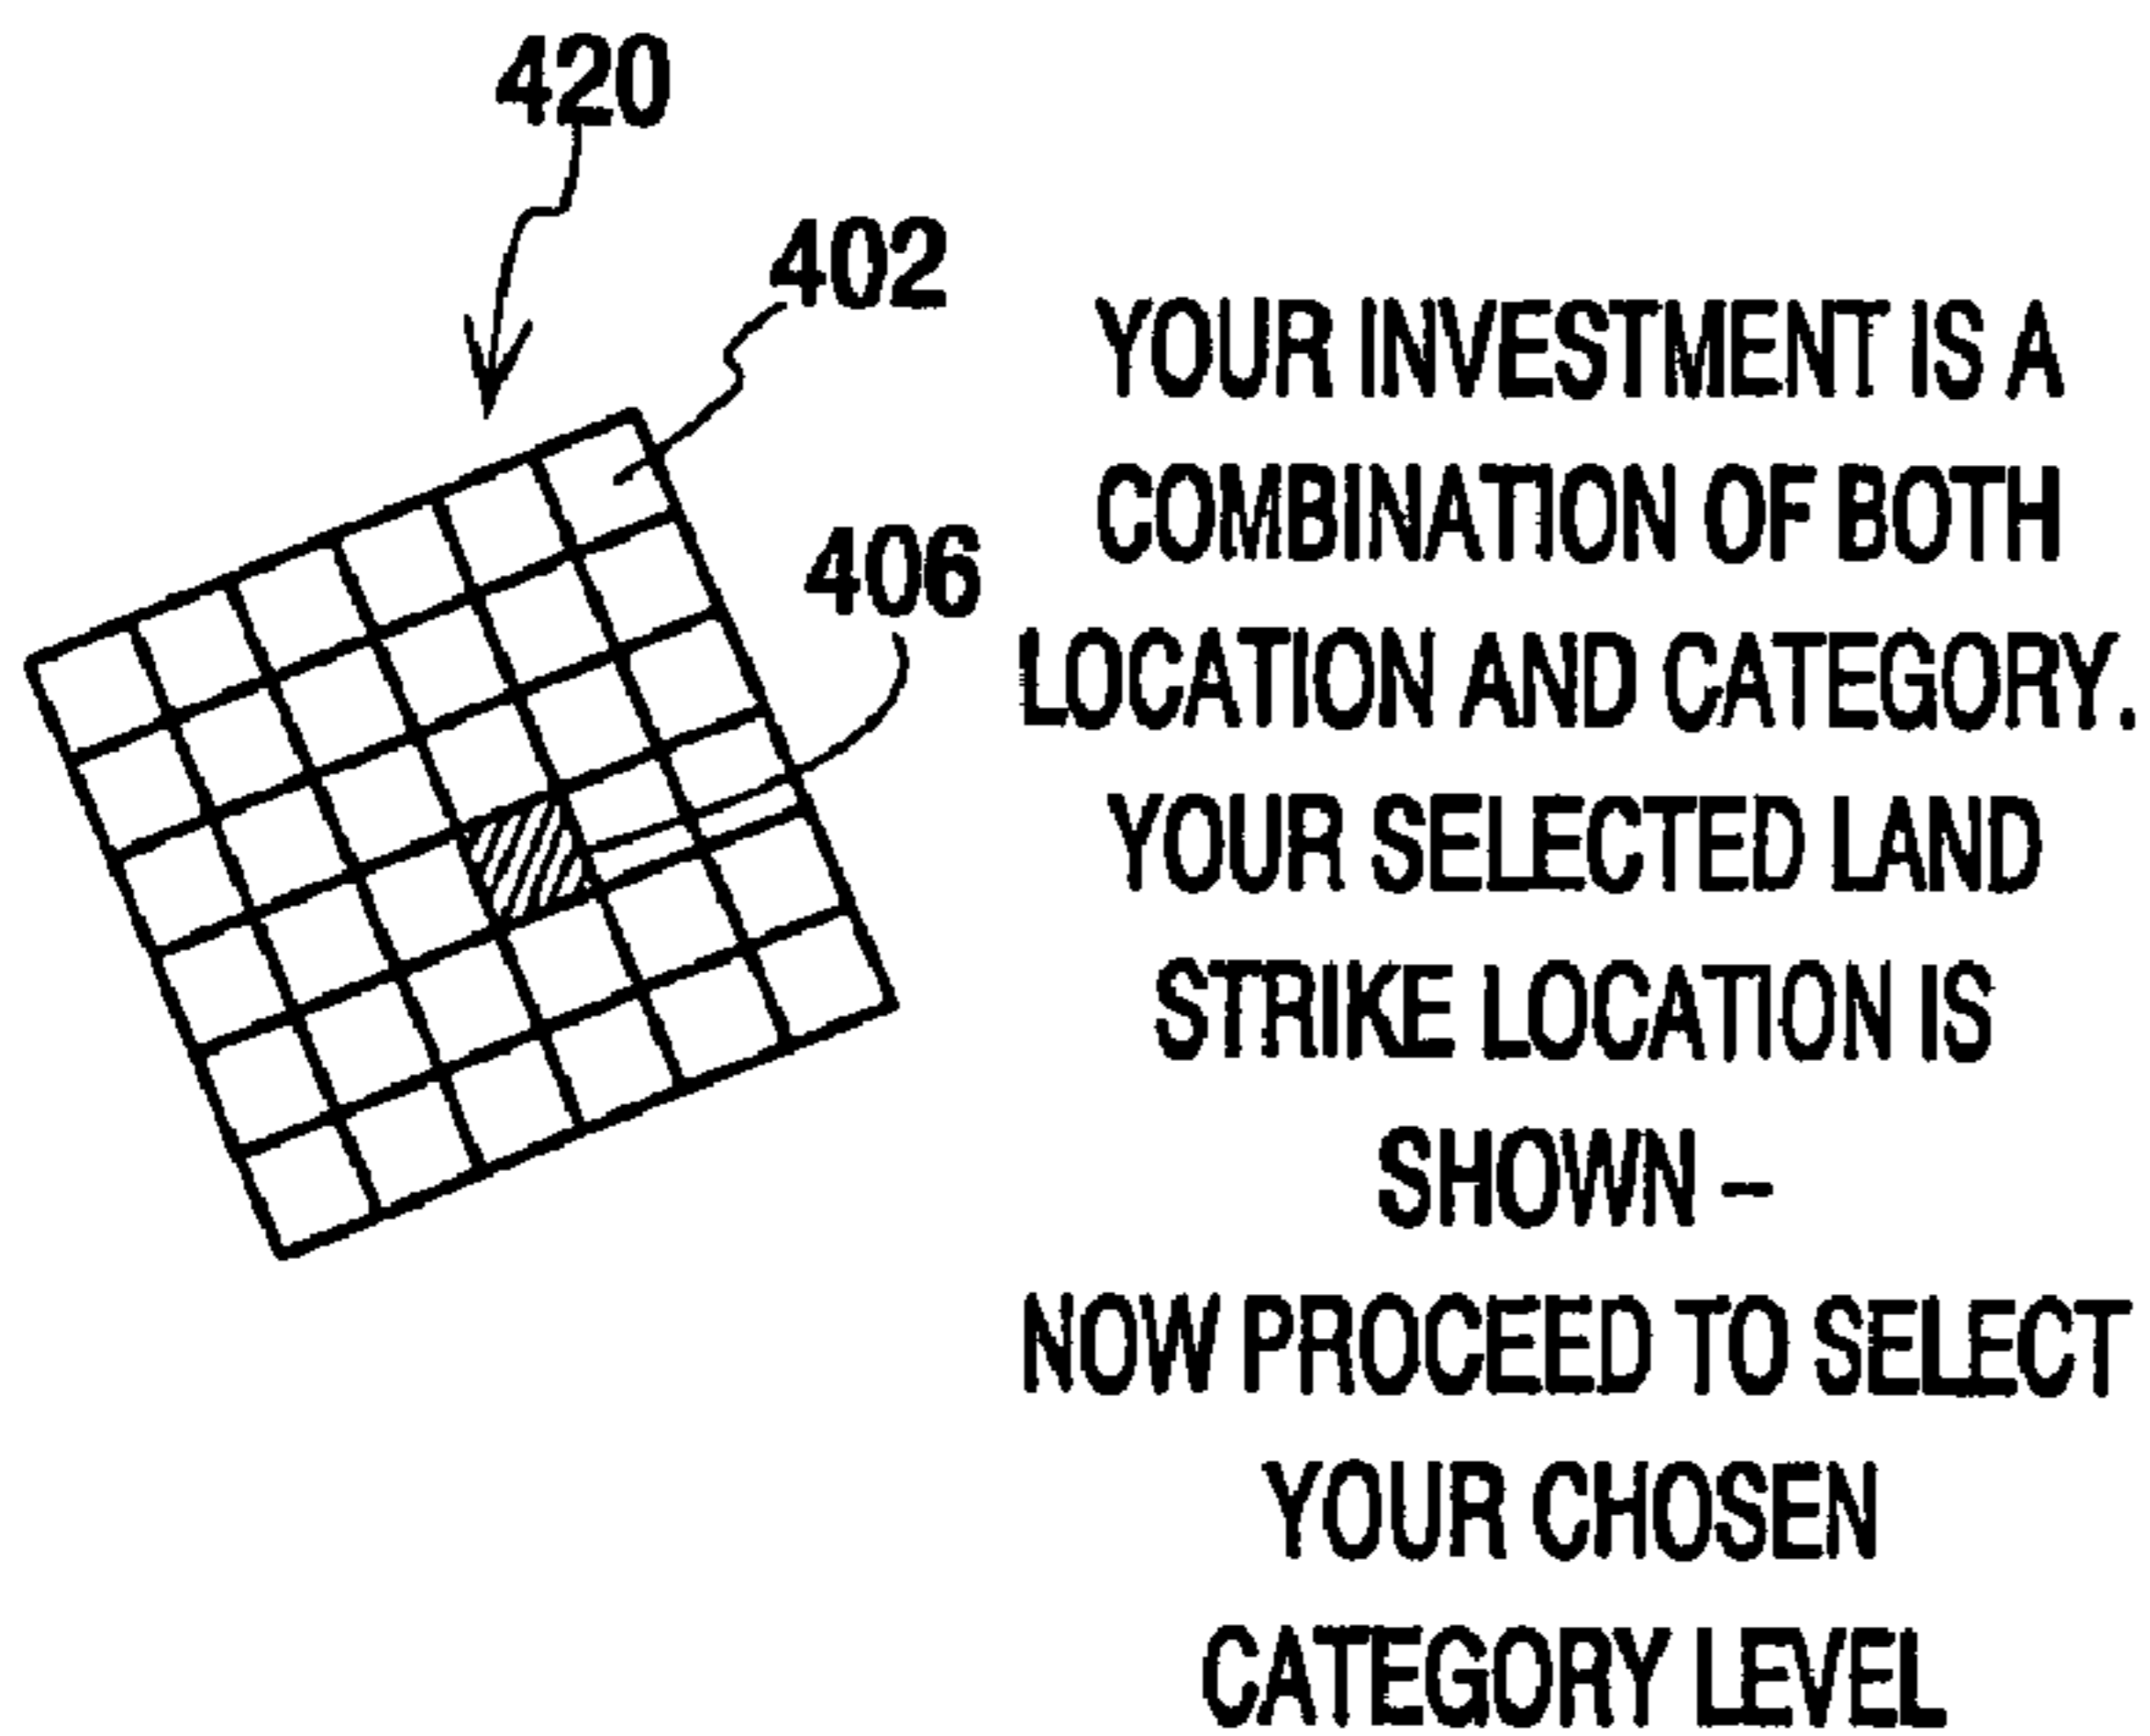 420
402
406
YOUR INVESTMENT IS A
COMBINATION OF BOTH
LOCATION AND CATEGORY.
YOUR SELECTED LAND
STRIKE LOCATION IS
SHOWN –
NOW PROCEED TO SELECT
YOUR CHOSEN
CATEGORY LEVEL